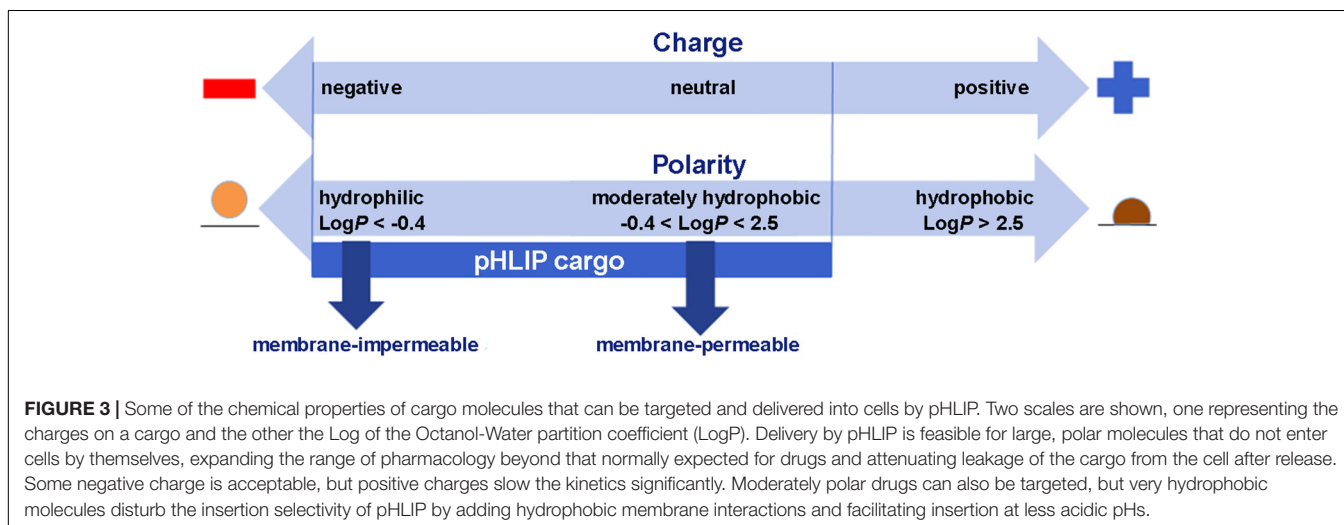 Charge
negative neutral positive
Polarity
hydrophilic moderately hydrophobic hydrophobic
LogP < -0.4 -0.4 < LogP < 2.5 LogP > 2.5
pHLIP cargo
membrane-impermeable membrane-permeable
FIGURE 3 | Some of the chemical properties of cargo molecules that can be targeted and delivered into cells by pHLIP. Two scales are shown, one representing the
charges on a cargo and the other the Log of the Octanol-Water partition coefficient (LogP). Delivery by pHLIP is feasible for large, polar molecules that do not enter
cells by themselves, expanding the range of pharmacology beyond that normally expected for drugs and attenuating leakage of the cargo from the cell after release.
Some negative charge is acceptable, but positive charges slow the kinetics significantly. Moderately polar drugs can also be targeted, but very hydrophobic
molecules disturb the insertion selectivity of pHLIP by adding hydrophobic membrane interactions and facilitating insertion at less acidic pHs.